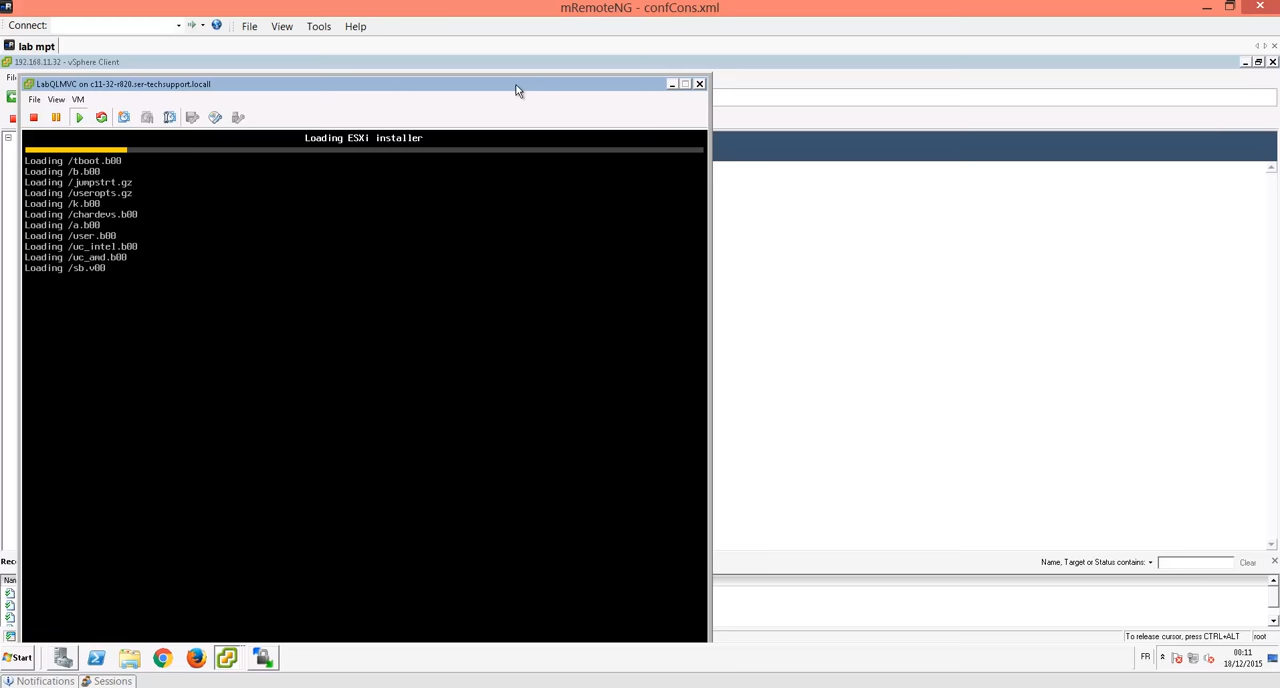 mRemoteNG - confCons.xml
Connect: File View Tools Help
lab mpt
192.168.11.32 - vSphere Client
LabQLMVC on c11-32-r820.ser-techsupport.locall
File View VM
Loading ESXi installer
Loading /tboot.b00
Loading /b.b00
Loading /jumpstrt.gz
Loading /useropts.gz
Loading /k.b00
Loading /chardevs.b00
Loading /a.b00
Loading /user.b00
Loading /uc_intel.b00
Loading /uc_amd.b00
Loading /sb.v00
Name, Target or Status contains: Clear
To release cursor, press CTRL+ALT root
Start FR 00:11
18/12/2015
Notifications Sessions